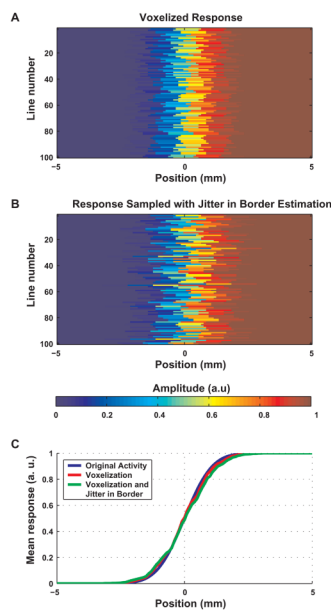 A
Voxelized Response
Line number
20
40
60
80
100
−5
0
5
Position (mm)
B
Response Sampled with Jitter in Border Estimation
Line number
20
40
60
80
100
−5
0
5
Position (mm)
Amplitude (a.u)
0
0.2
0.4
0.6
0.8
1
C
Mean response (a. u.)
1
0.8
0.6
0.4
0.2
0
Original Activity
Voxelization
Voxelization and
Jitter in Border
−5
0
5
Position (mm)